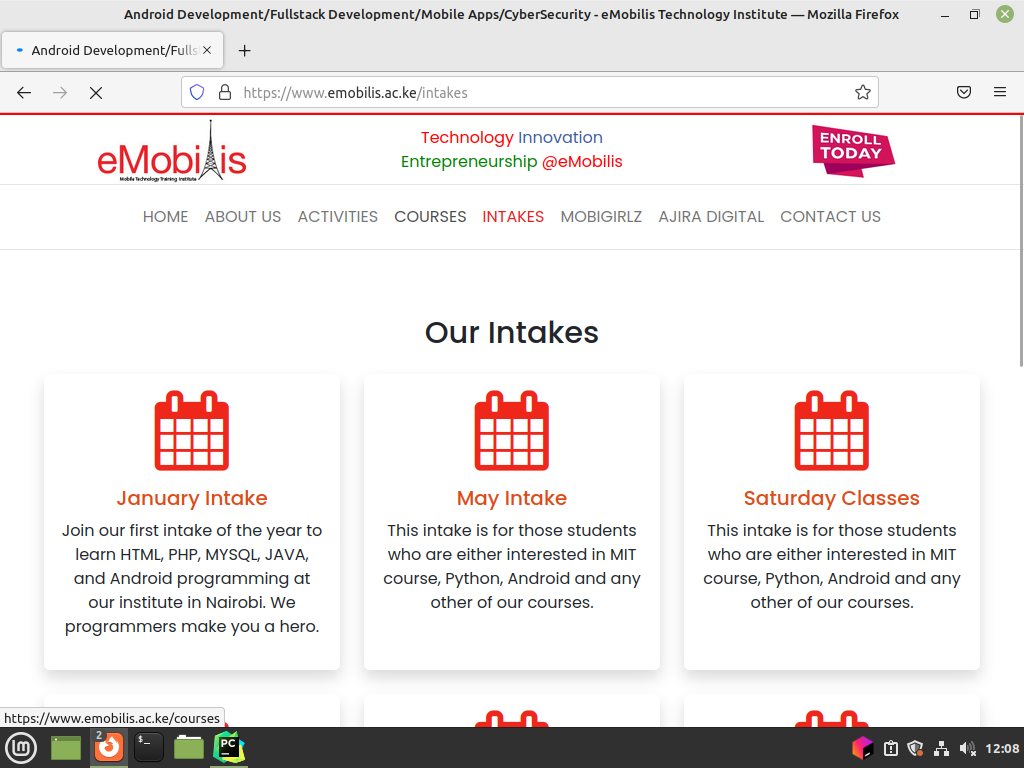 Android Development/Fullstack Development/Mobile Apps/CyberSecurity - eMobilis Technology Institute — Mozilla Firefox
Android Development/Fulls
https://www.emobilis.ac.ke/intakes
eMobilis
Mobile Technology Training Institute
Technology Innovation
Entrepreneurship @eMobilis
ENROLL
TODAY
HOME ABOUT US ACTIVITIES COURSES INTAKES MOBIGIRLZ AJIRA DIGITAL CONTACT US
Our Intakes
January Intake
Join our first intake of the year to
learn HTML, PHP, MYSQL, JAVA,
and Android programming at
our institute in Nairobi. We
programmers make you a hero.
May Intake
This intake is for those students
who are either interested in MIT
course, Python, Android and any
other of our courses.
Saturday Classes
This intake is for those students
who are either interested in MIT
course, Python, Android and any
other of our courses.
https://www.emobilis.ac.ke/courses
2
$_
PC
12:08